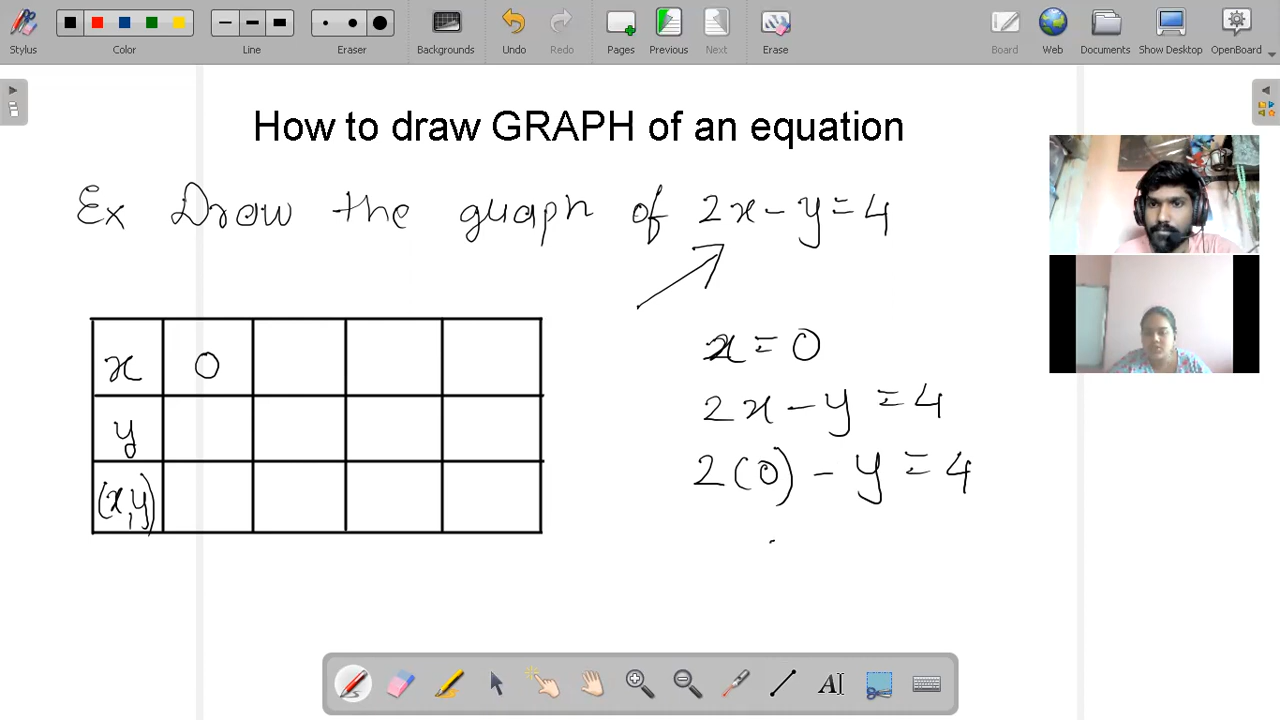 Stylus Color Line Eraser Backgrounds Undo Redo Pages Previous Next Erase Board Web Documents Show Desktop OpenBoard
How to draw GRAPH of an equation
Ex Draw the graph of 2x - y = 4
x 0
y
(x,y)
x = 0
2x - y = 4
2(0) - y = 4
AI